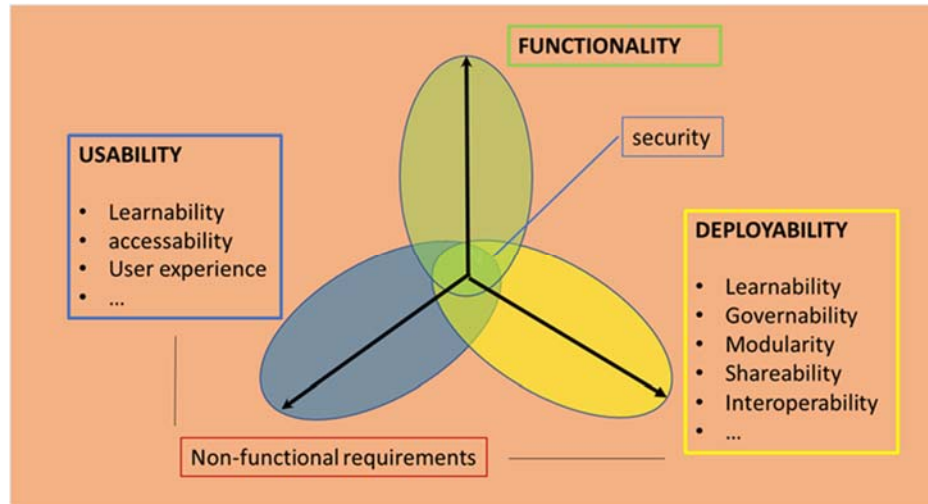 FUNCTIONALITY
security
USABILITY
• Learnability
• accessability
• User experience
• ...
DEPLOYABILITY
• Learnability
• Governability
• Modularity
• Shareability
• Interoperability
• ...
Non-functional requirements